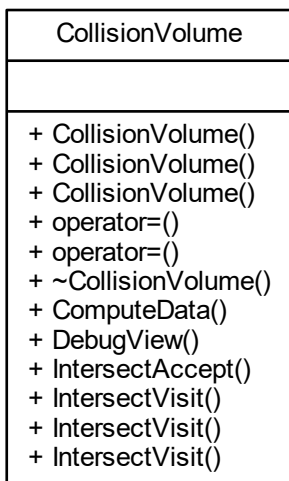 CollisionVolume
+ CollisionVolume()
+ CollisionVolume()
+ CollisionVolume()
+ operator=()
+ operator=()
+ ~CollisionVolume()
+ ComputeData()
+ DebugView()
+ IntersectAccept()
+ IntersectVisit()
+ IntersectVisit()
+ IntersectVisit()